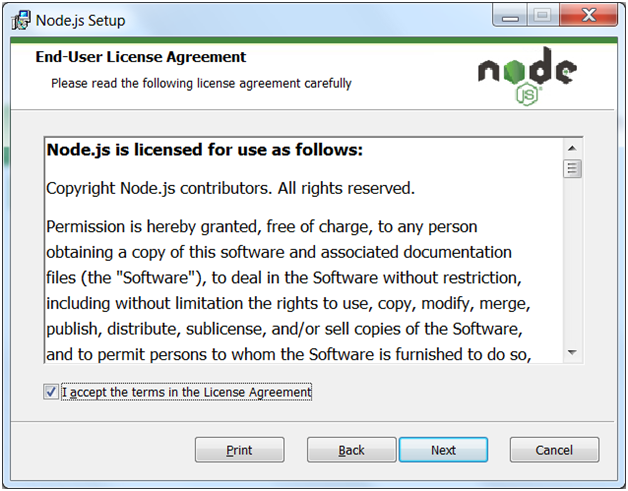 Node.js Setup
End-User License Agreement
Please read the following license agreement carefully
node
JS
Node.js is licensed for use as follows:
Copyright Node.js contributors. All rights reserved.
Permission is hereby granted, free of charge, to any person
obtaining a copy of this software and associated documentation
files (the "Software"), to deal in the Software without restriction,
including without limitation the rights to use, copy, modify, merge,
publish, distribute, sublicense, and/or sell copies of the Software,
and to permit persons to whom the Software is furnished to do so,
I accept the terms in the License Agreement
Print Back Next Cancel